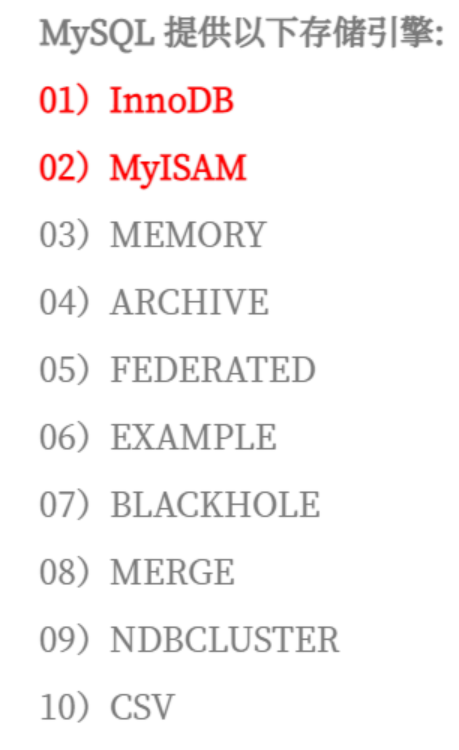 MySQL 提供以下存储引擎:
01）InnoDB
02）MyISAM
03）MEMORY
04）ARCHIVE
05）FEDERATED
06）EXAMPLE
07）BLACKHOLE
08）MERGE
09）NDBCLUSTER
10）CSV